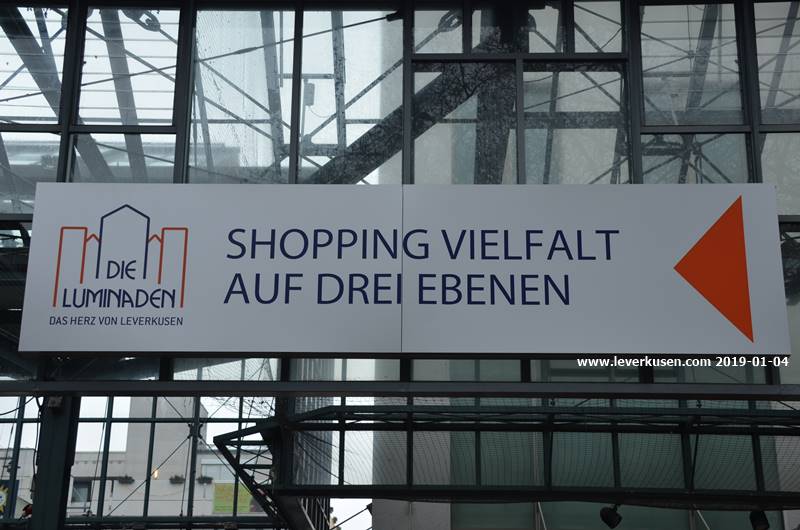 DIE
LUMINADEN
DAS HERZ VON LEVERKUSEN
SHOPPING VIELFALT
AUF DREI EBENEN
www.leverkusen.com 2019-01-04